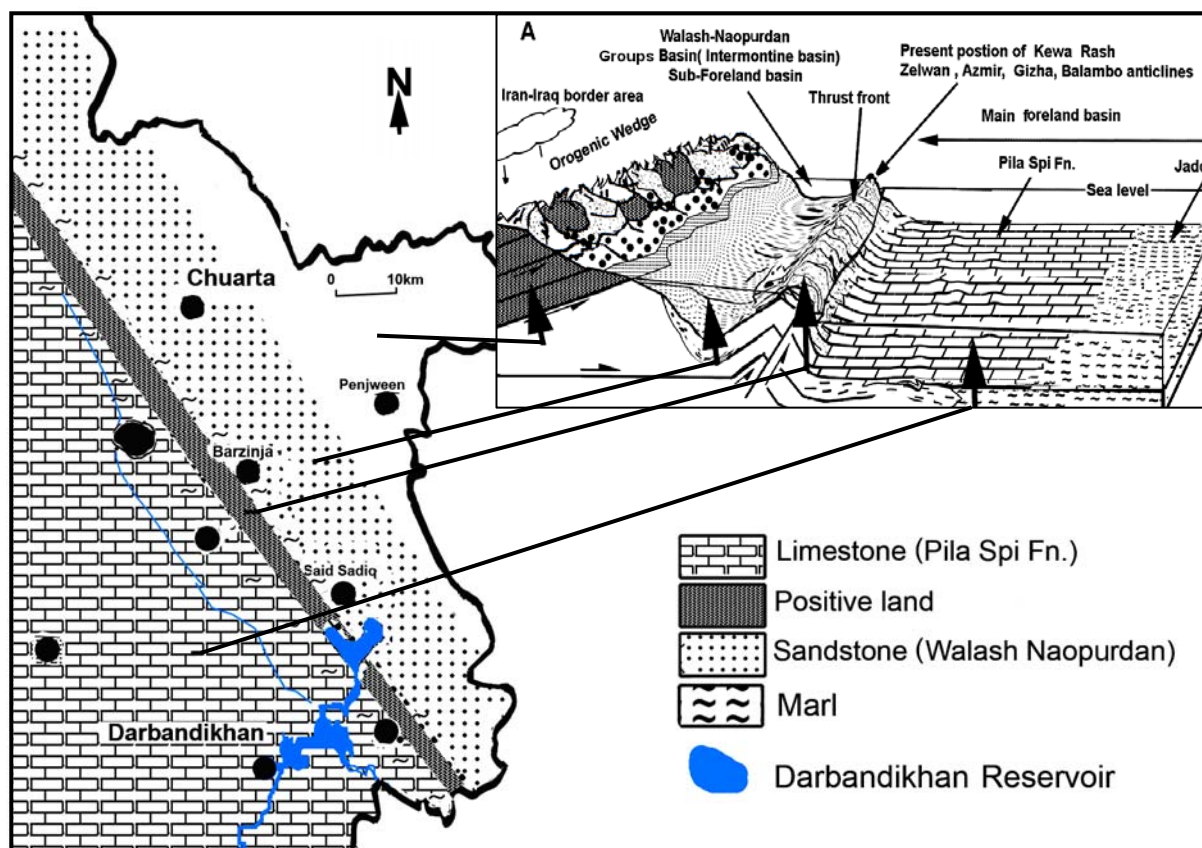 A
Walash-Naopurdan
Groups Basin( Intermontine basin)
Sub-Foreland basin
Present postion of Kewa Rash
Zelwan , Azmir, Gizha, Balambo anticlines
Iran-Iraq border area
Orogenic Wedge
Thrust front
Main foreland basin
Pila Spi Fn.
Jadd
Sea level
N
0 10km
Chuarta
Penjween
Barzinja
Said Sadiq
Darbandikhan
Limestone (Pila Spi Fn.)
Positive land
Sandstone (Walash Naopurdan)
Marl
Darbandikhan Reservoir